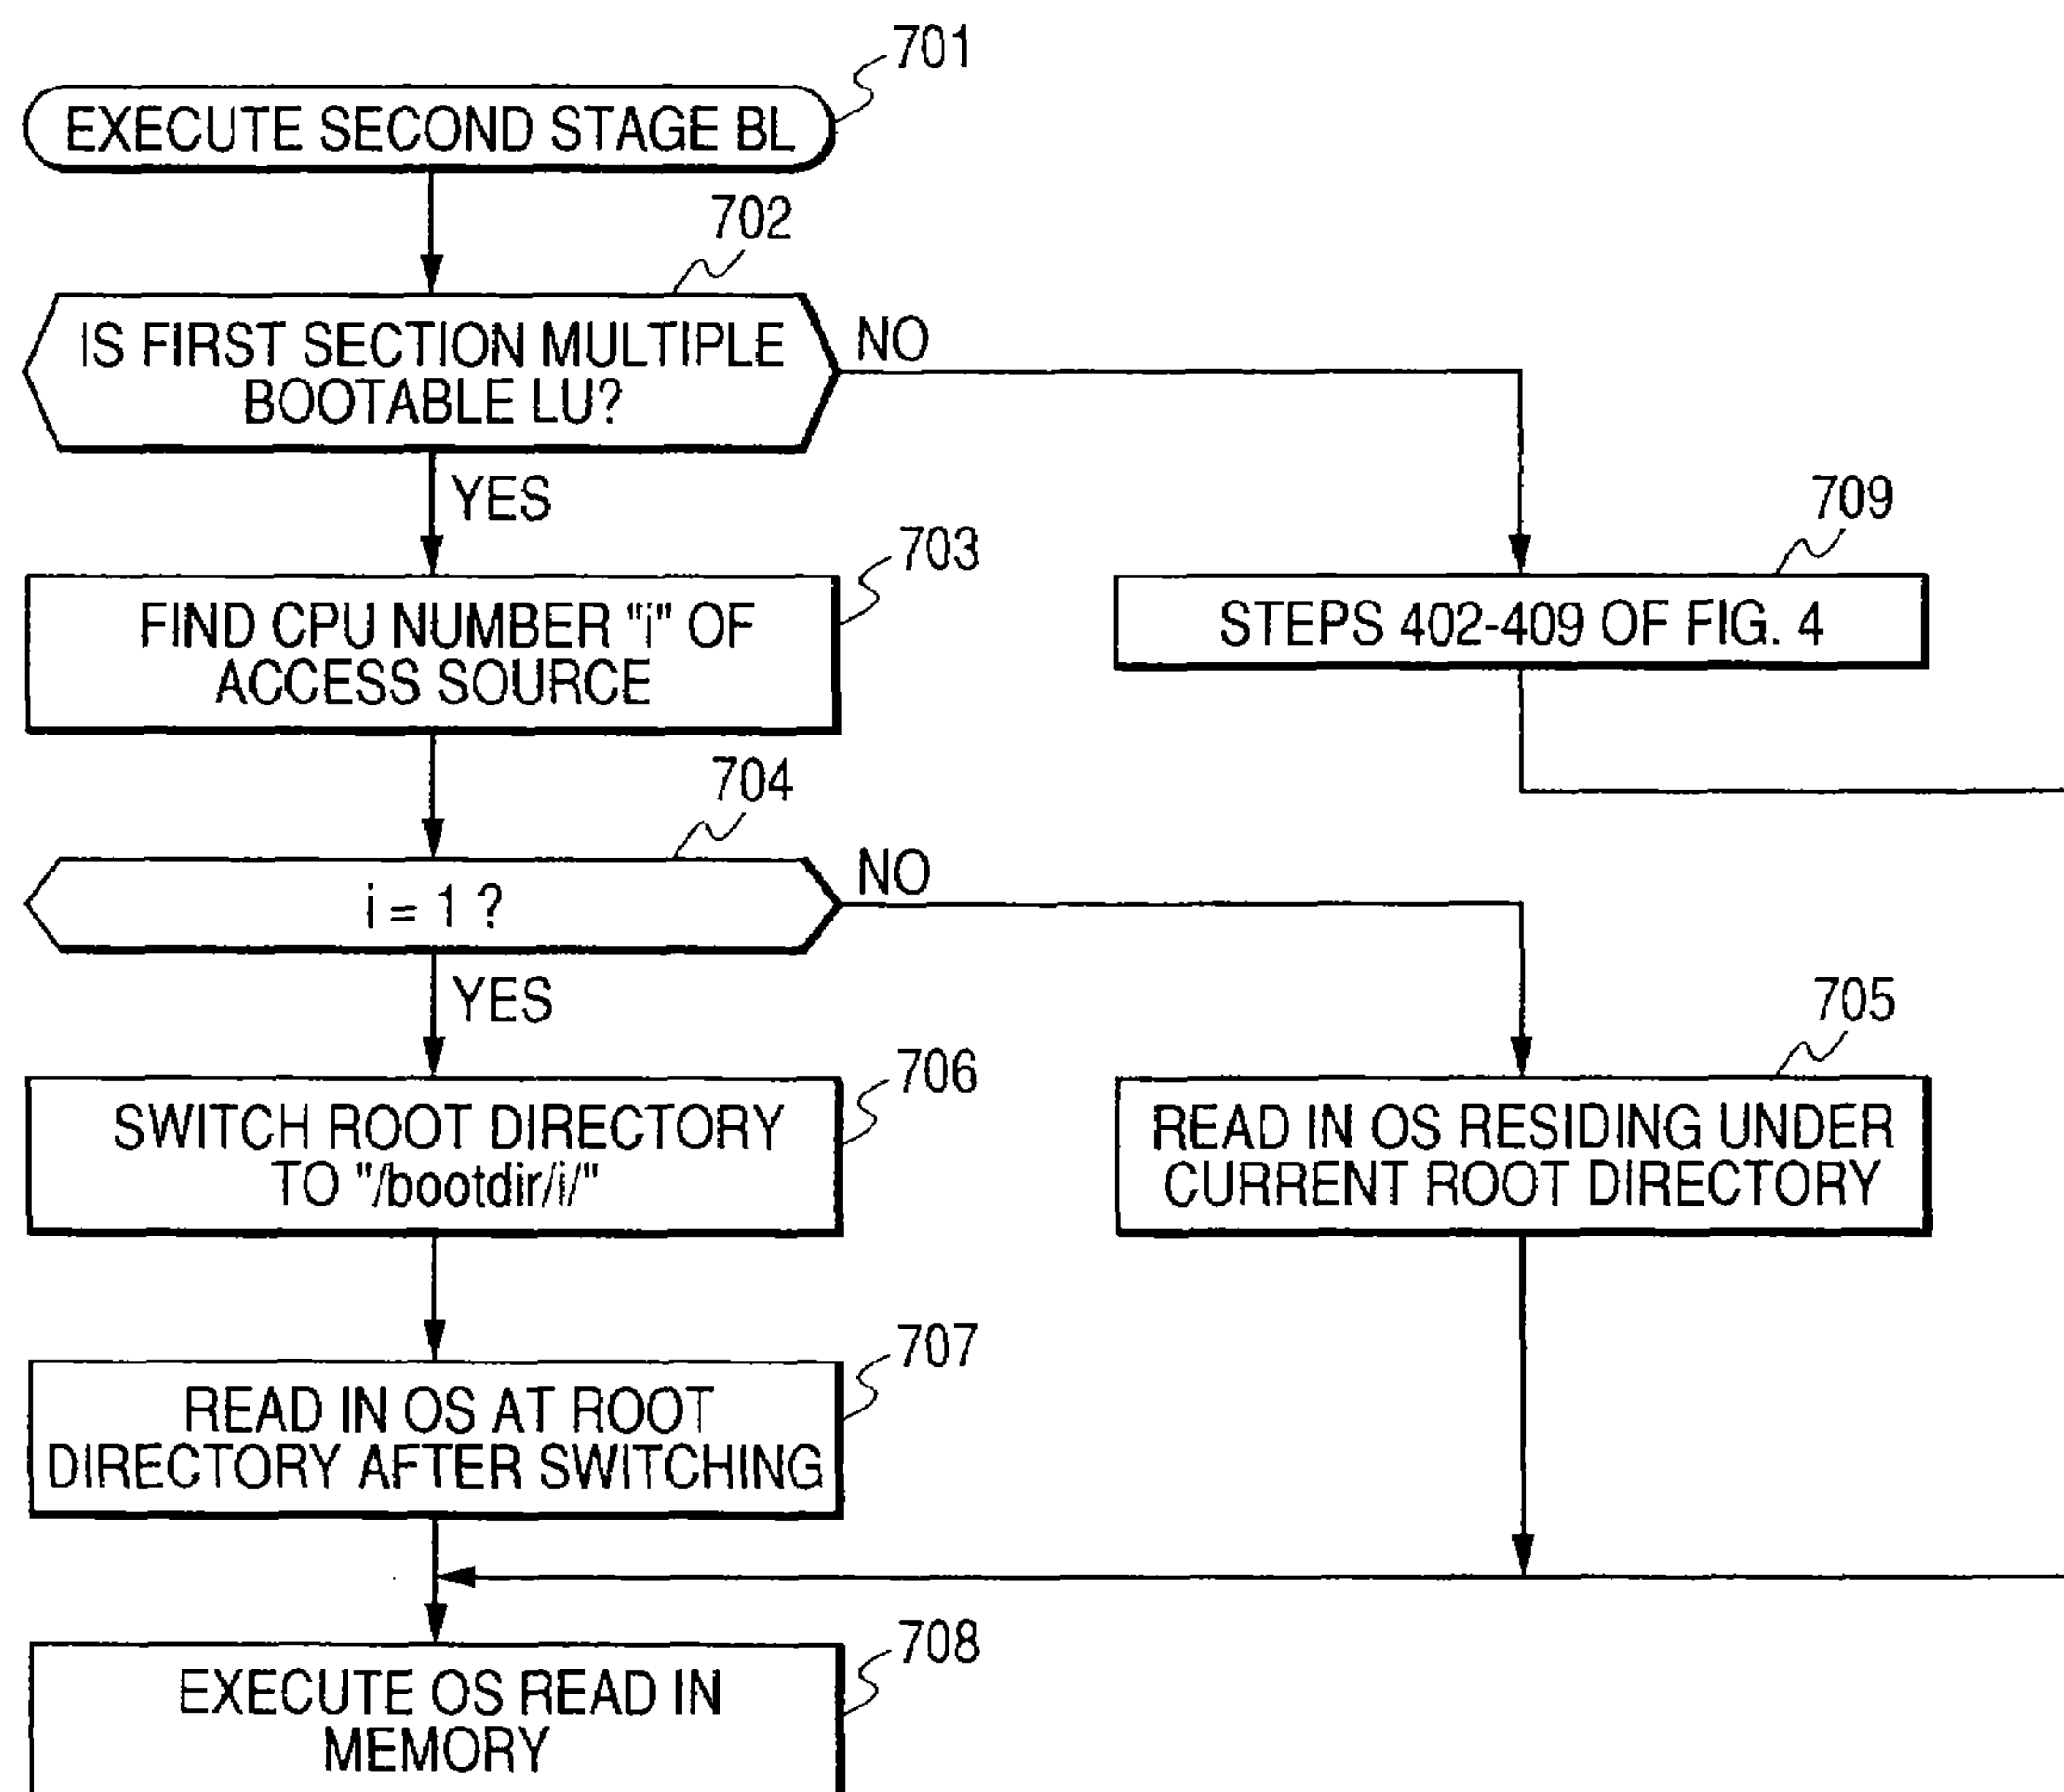 701
EXECUTE SECOND STAGE BL
702
IS FIRST SECTION MULTIPLE
BOOTABLE LU?
NO
YES
703
FIND CPU NUMBER "i" OF
ACCESS SOURCE
709
STEPS 402-409 OF FIG. 4
704
i = 1 ?
NO
YES
706
SWITCH ROOT DIRECTORY
TO "/bootdir/i/"
705
READ IN OS RESIDING UNDER
CURRENT ROOT DIRECTORY
707
READ IN OS AT ROOT
DIRECTORY AFTER SWITCHING
708
EXECUTE OS READ IN
MEMORY